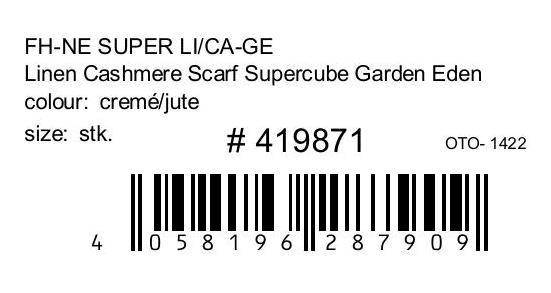 FH-NE SUPER LI/CA-GE
Linen Cashmere Scarf Supercube Garden Eden
colour: cremé/jute
size: stk.
# 419871
OTO- 1422
4 058196 287909